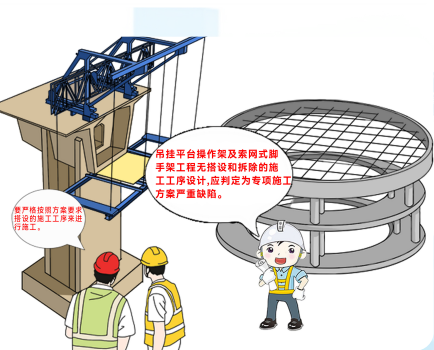 吊挂平台操作架及索网式脚
手架工程无搭设和拆除的施
工工序设计,应判定为专项施工
方案严重缺陷。
要严格按照方案要求
搭设的施工工序来进
行施工。